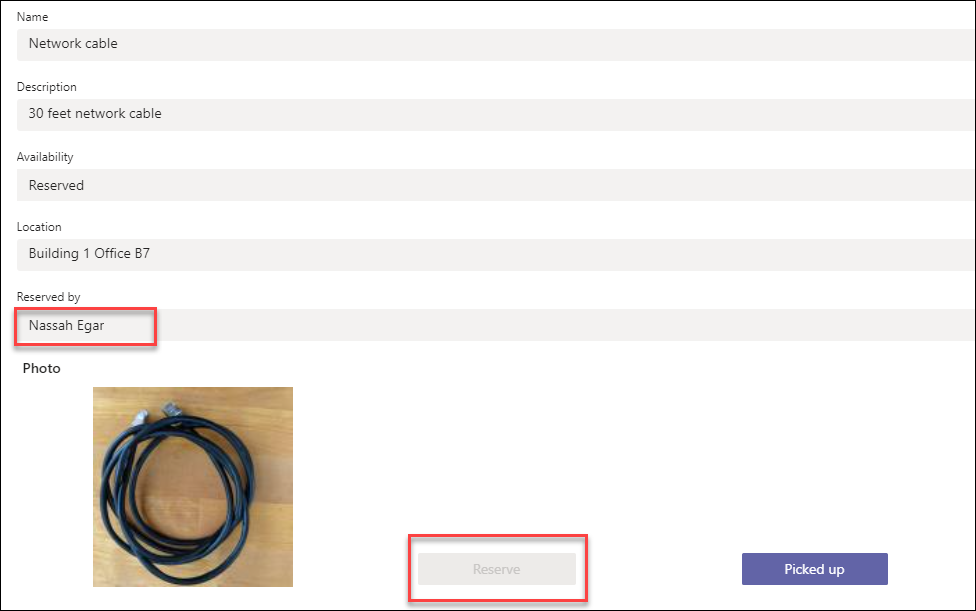 Name
Network cable
Description
30 feet network cable
Availability
Reserved
Location
Building 1 Office B7
Reserved by
Nassah Egar
Photo
Reserve
Picked up